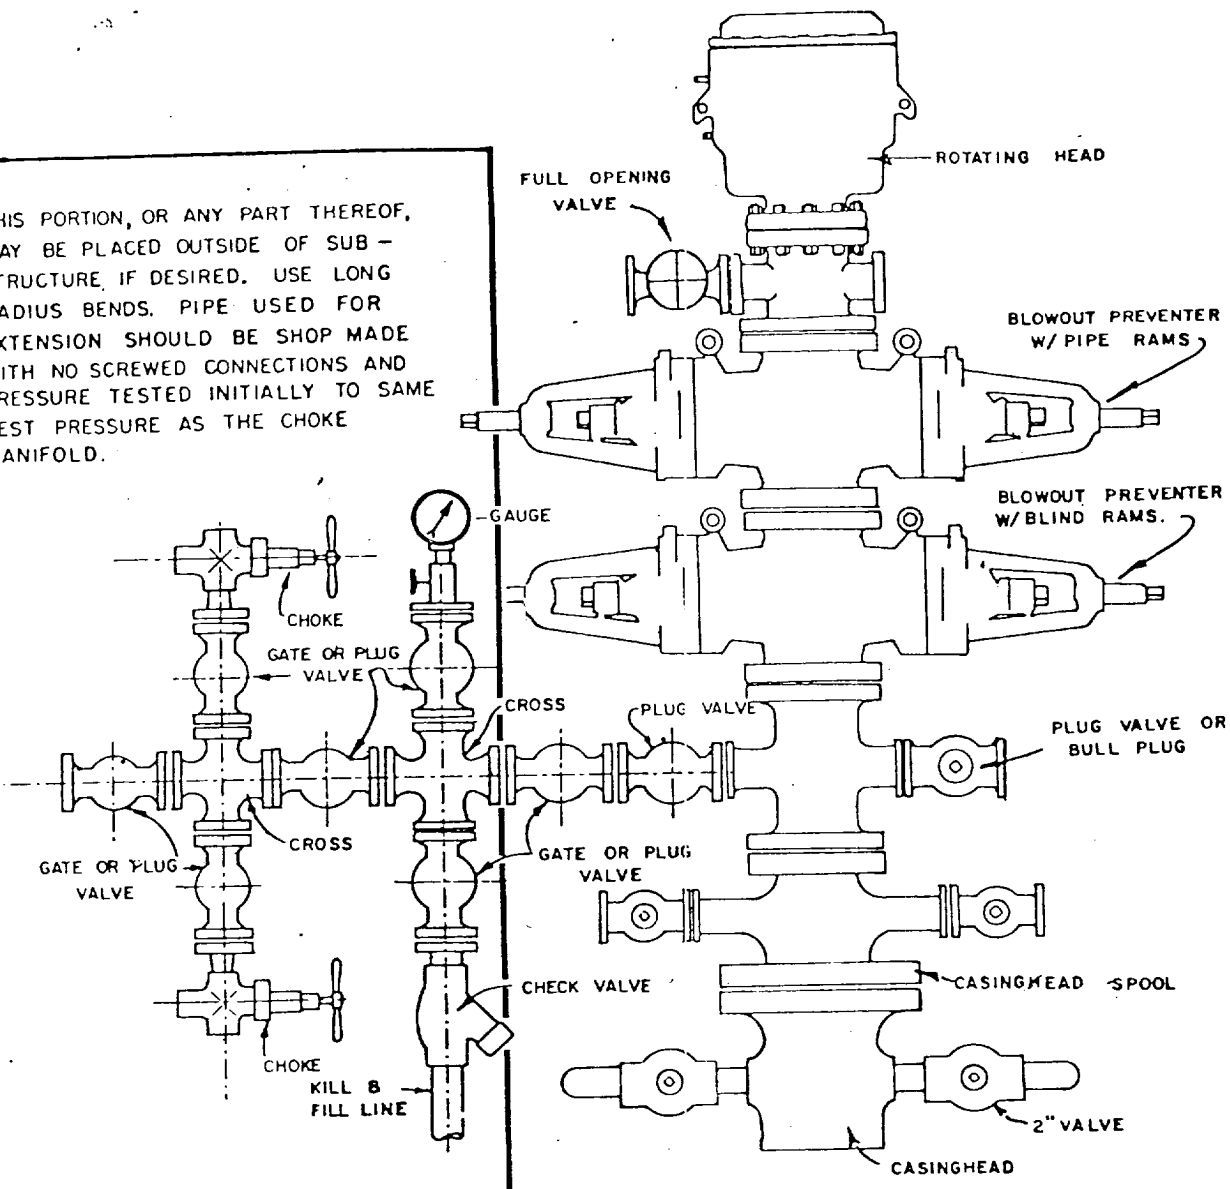 HIS PORTION, OR ANY PART THEREOF,
AY BE PLACED OUTSIDE OF SUB –
TRUCTURE IF DESIRED. USE LONG
ADIUS BENDS. PIPE USED FOR
XTENSION SHOULD BE SHOP MADE
ITH NO SCREWED CONNECTIONS AND
RESSURE TESTED INITIALLY TO SAME
EST PRESSURE AS THE CHOKE
ANIFOLD.
FULL OPENING
VALVE
ROTATING HEAD
BLOWOUT PREVENTER
W/ PIPE RAMS
BLOWOUT PREVENTER
W/ BLIND RAMS.
GAUGE
CHOKE
GATE OR PLUG
VALVE
CROSS
PLUG VALVE
PLUG VALVE OR
BULL PLUG
CROSS
GATE OR PLUG
VALVE
GATE OR PLUG
VALVE
CHECK VALVE
CASINGHEAD SPOOL
CHOKE
KILL &
FILL LINE
2" VALVE
CASINGHEAD